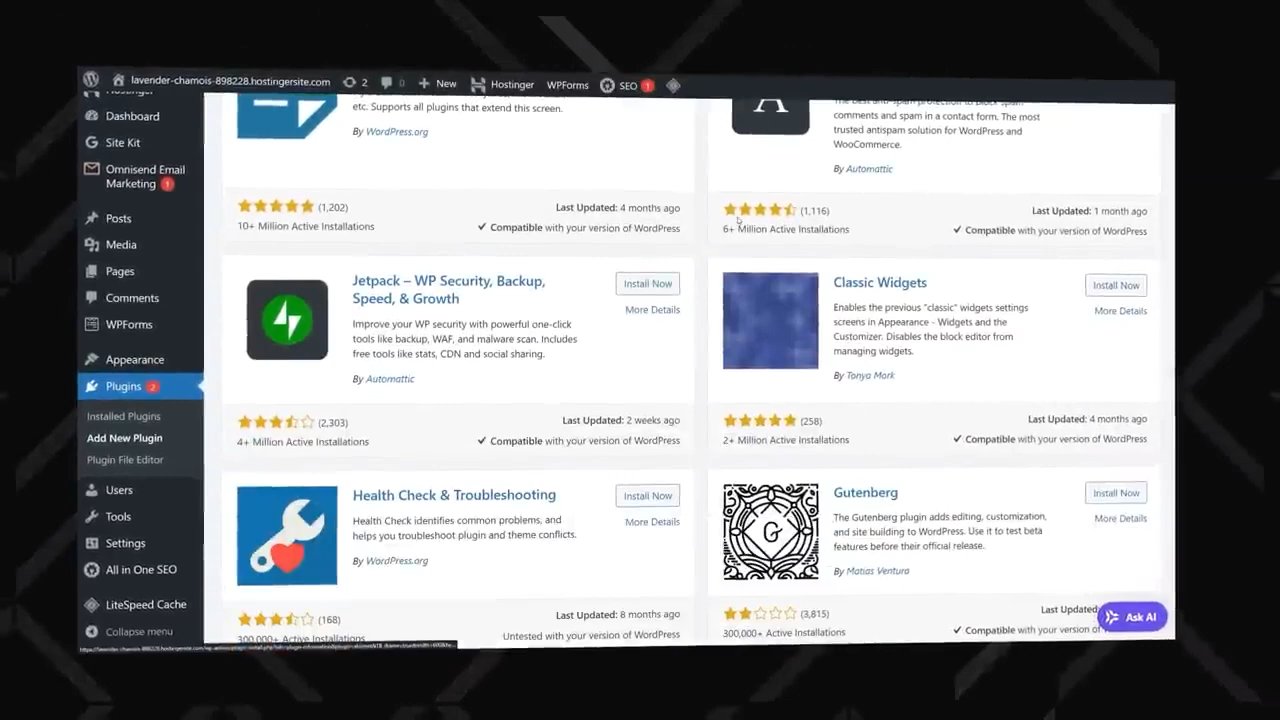 lavender-chamois-898228.hostingersite.com
2
0
New
Hostinger
WPForms
SEO 1
Hostinger
Dashboard
Site Kit
Omnisend Email
Marketing 1
Posts
Media
Pages
Comments
WPForms
Appearance
Plugins 2
Installed Plugins
Add New Plugin
Plugin File Editor
Users
Tools
Settings
All in One SEO
LiteSpeed Cache
Collapse menu
etc. Supports all plugins that extend this screen.
By WordPress.org
(1,202)
Last Updated: 4 months ago
10+ Million Active Installations
Compatible with your version of WordPress
A
The best anti-spam protection to block spam
comments and spam in a contact form. The most
trusted antispam solution for WordPress and
WooCommerce.
By Automattic
(1,116)
Last Updated: 1 month ago
6+ Million Active Installations
Compatible with your version of WordPress
Jetpack – WP Security, Backup,
Speed, & Growth
Install Now
More Details
Improve your WP security with powerful one-click
tools like backup, WAF, and malware scan. Includes
free tools like stats, CDN and social sharing.
By Automattic
(2,303)
Last Updated: 2 weeks ago
4+ Million Active Installations
Compatible with your version of WordPress
Classic Widgets
Install Now
More Details
Enables the previous "classic" widgets settings
screens in Appearance - Widgets and the
Customizer. Disables the block editor from
managing widgets.
By Tonya Mork
(258)
Last Updated: 4 months ago
2+ Million Active Installations
Compatible with your version of WordPress
Health Check & Troubleshooting
Install Now
More Details
Health Check identifies common problems, and
helps you troubleshoot plugin and theme conflicts.
By WordPress.org
(168)
Last Updated: 8 months ago
300,000+ Active Installations
Untested with your version of WordPress
G
Gutenberg
Install Now
More Details
The Gutenberg plugin adds editing, customization,
and site building to WordPress. Use it to test beta
features before their official release.
By Matias Ventura
(3,815)
Last Updated:
300,000+ Active Installations
Compatible with your version of
Ask AI